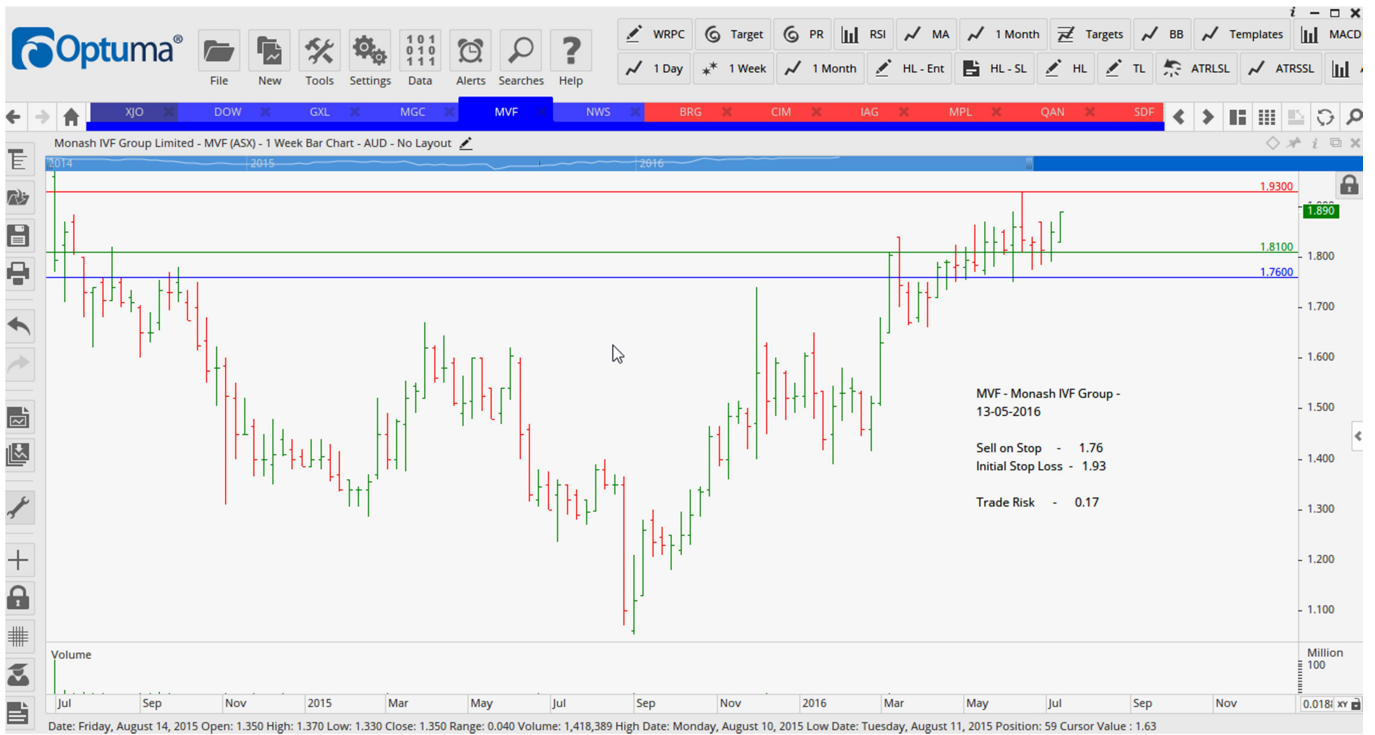 Optuma®
File
New
Tools
Settings
101
010
111
Data
Alerts
Searches
?
Help
WRPC
Target
PR
RSI
MA
1 Month
Targets
BB
Templates
MACD
1 Day
1 Week
1 Month
HL - Ent
HL - SL
HL
TL
ATRLSL
ATRSSL
XJO
DOW
GXL
MGC
MVF
NWS
BRG
CIM
IAG
MPL
QAN
SDF
Monash IVF Group Limited - MVF (ASX) - 1 Week Bar Chart - AUD - No Layout
2014
2015
2016
1.9300
1.890
1.8100
1.800
1.7600
1.700
1.600
1.500
1.400
1.300
1.200
1.100
MVF - Monash IVF Group -
13-05-2016
Sell on Stop - 1.76
Initial Stop Loss - 1.93
Trade Risk - 0.17
Volume
Million
100
Jul
Sep
Nov
2015
Mar
May
Jul
Sep
Nov
2016
Mar
May
Jul
Sep
Nov
XY
Date: Friday, August 14, 2015 Open: 1.350 High: 1.370 Low: 1.330 Close: 1.350 Range: 0.040 Volume: 1,418,389 High Date: Monday, August 10, 2015 Low Date: Tuesday, August 11, 2015 Position: 59 Cursor Value : 1.63